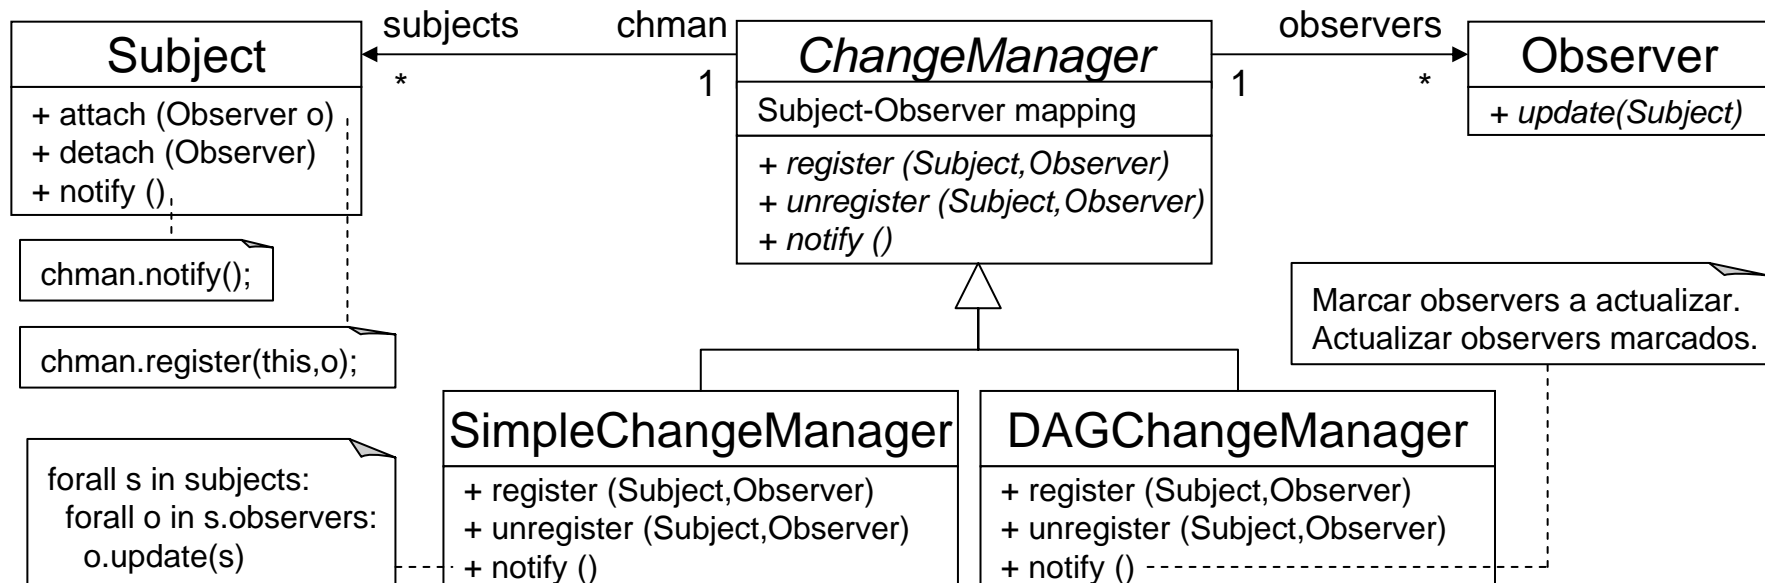 subjects
chman
observers
*
1
1
*
Subject
+ attach (Observer o)
+ detach (Observer)
+ notify ()
ChangeManager
Subject-Observer mapping
+ register (Subject,Observer)
+ unregister (Subject,Observer)
+ notify ()
Observer
+ update(Subject)
chman.notify();
chman.register(this,o);
Marcar observers a actualizar.
Actualizar observers marcados.
forall s in subjects:
forall o in s.observers:
o.update(s)
SimpleChangeManager
+ register (Subject,Observer)
+ unregister (Subject,Observer)
+ notify ()
DAGChangeManager
+ register (Subject,Observer)
+ unregister (Subject,Observer)
+ notify ()